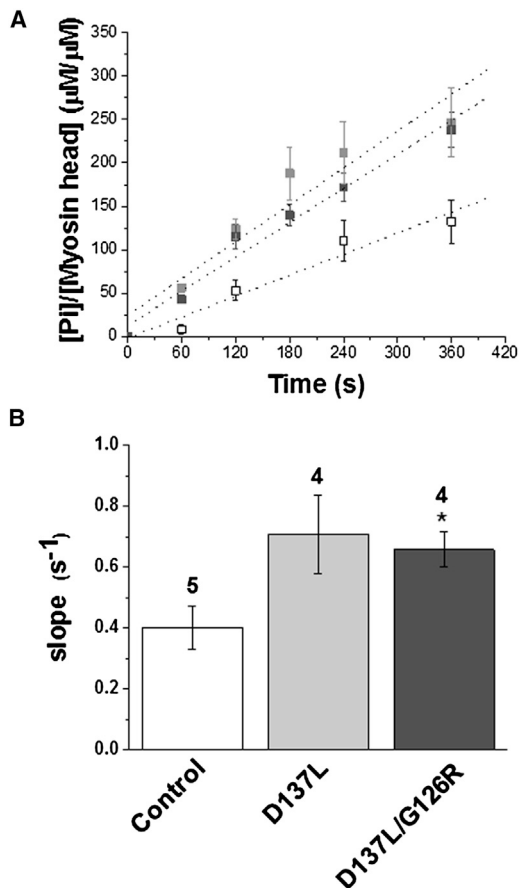 A
[Pi]/[Myosin head] (μM/μM)
350
300
250
200
150
100
50
0
0 60 120 180 240 300 360 420
Time (s)
B
slope (s-1)
1.0
0.8
0.6
0.4
0.2
0.0
5
4
4
*
Control
D137L
D137L/G126R